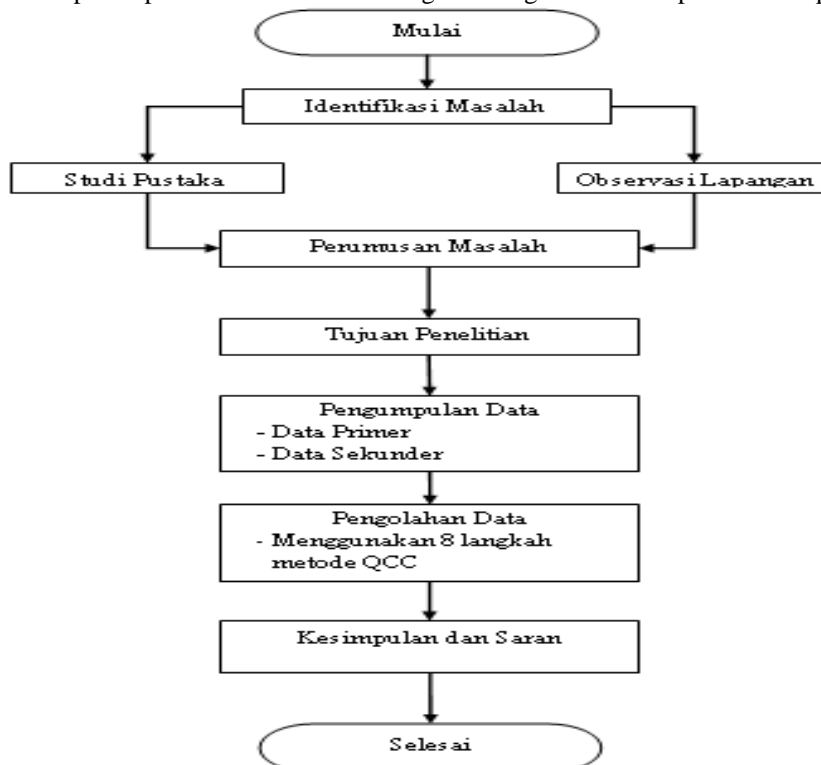 Mulai
Identifikasi Masalah
Studi Pustaka
Observasi Lapangan
Perumusan Masalah
Tujuan Penelitian
Pengumpulan Data
- Data Primer
- Data Sekunder
Pengolahan Data
- Menggunakan 8 langkah
metode QCC
Kesimpulan dan Saran
Selesai